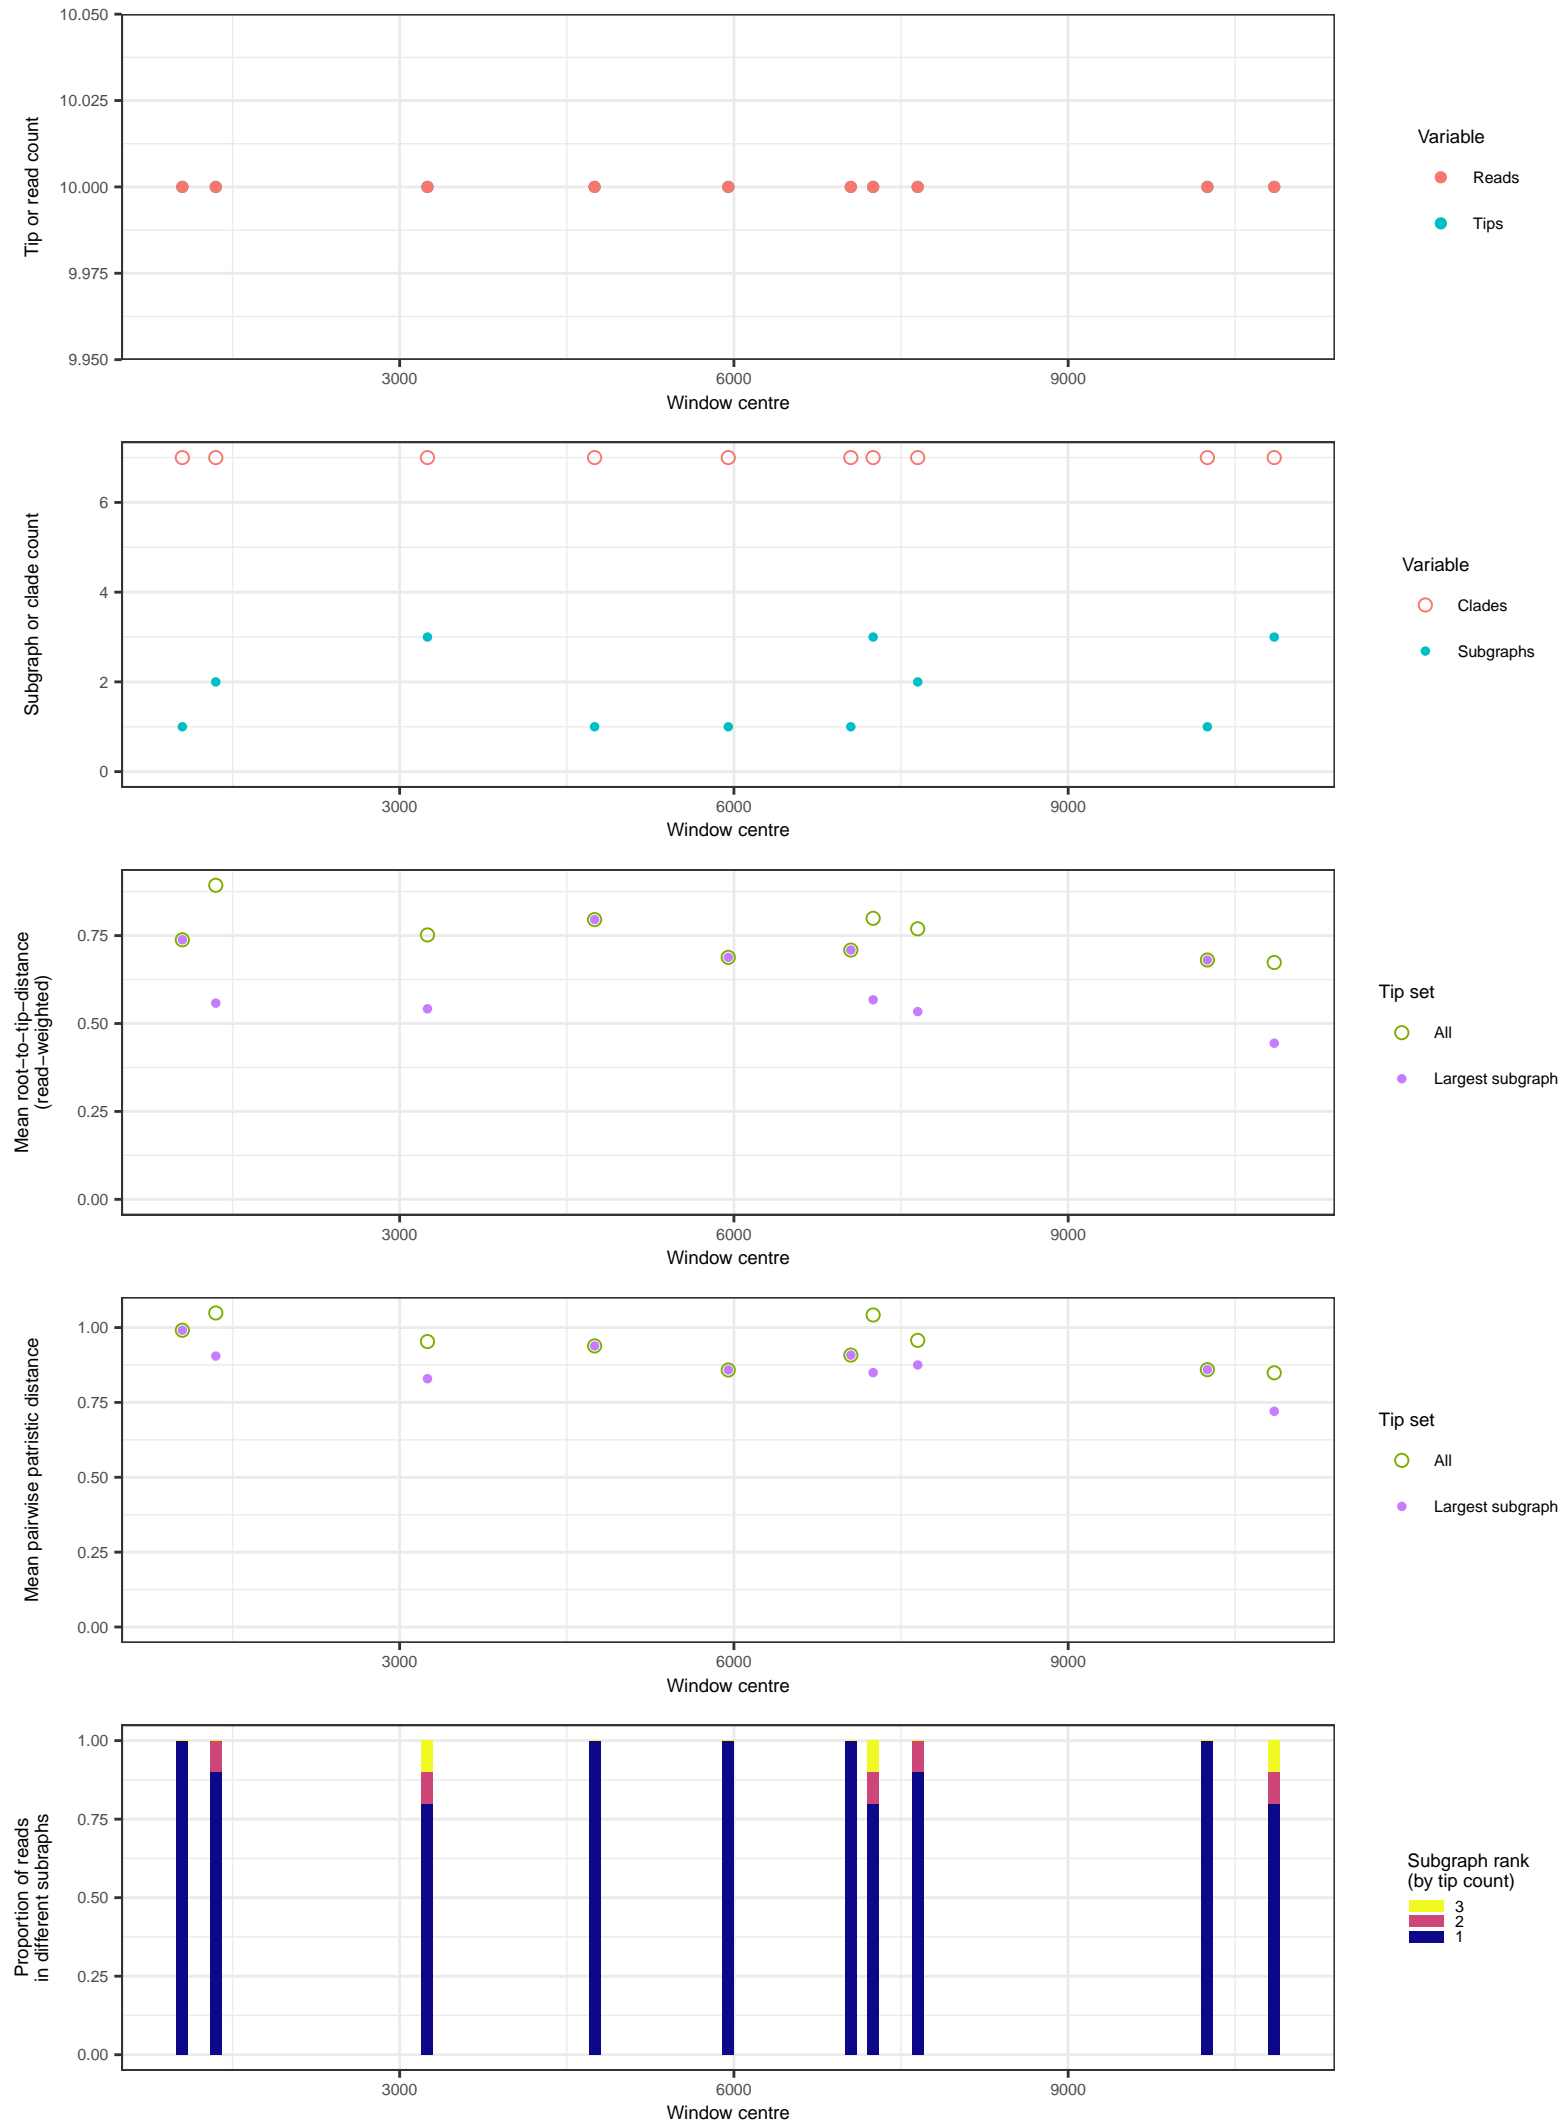 10.050
10.025
10.000
9.975
9.950
Tip or read count
3000
6000
9000
Window centre
Variable
Reads
Tips
6
4
2
0
Subgraph or clade count
3000
6000
9000
Window centre
Variable
Clades
Subgraphs
0.75
0.50
0.25
0.00
Mean root−to−tip−distance
(read−weighted)
3000
6000
9000
Window centre
Tip set
All
Largest subgraph
1.00
0.75
0.50
0.25
0.00
Mean pairwise patristic distance
3000
6000
9000
Window centre
Tip set
All
Largest subgraph
1.00
0.75
0.50
0.25
0.00
Proportion of reads
in different subraphs
3000
6000
9000
Window centre
Subgraph rank
(by tip count)
3
2
1